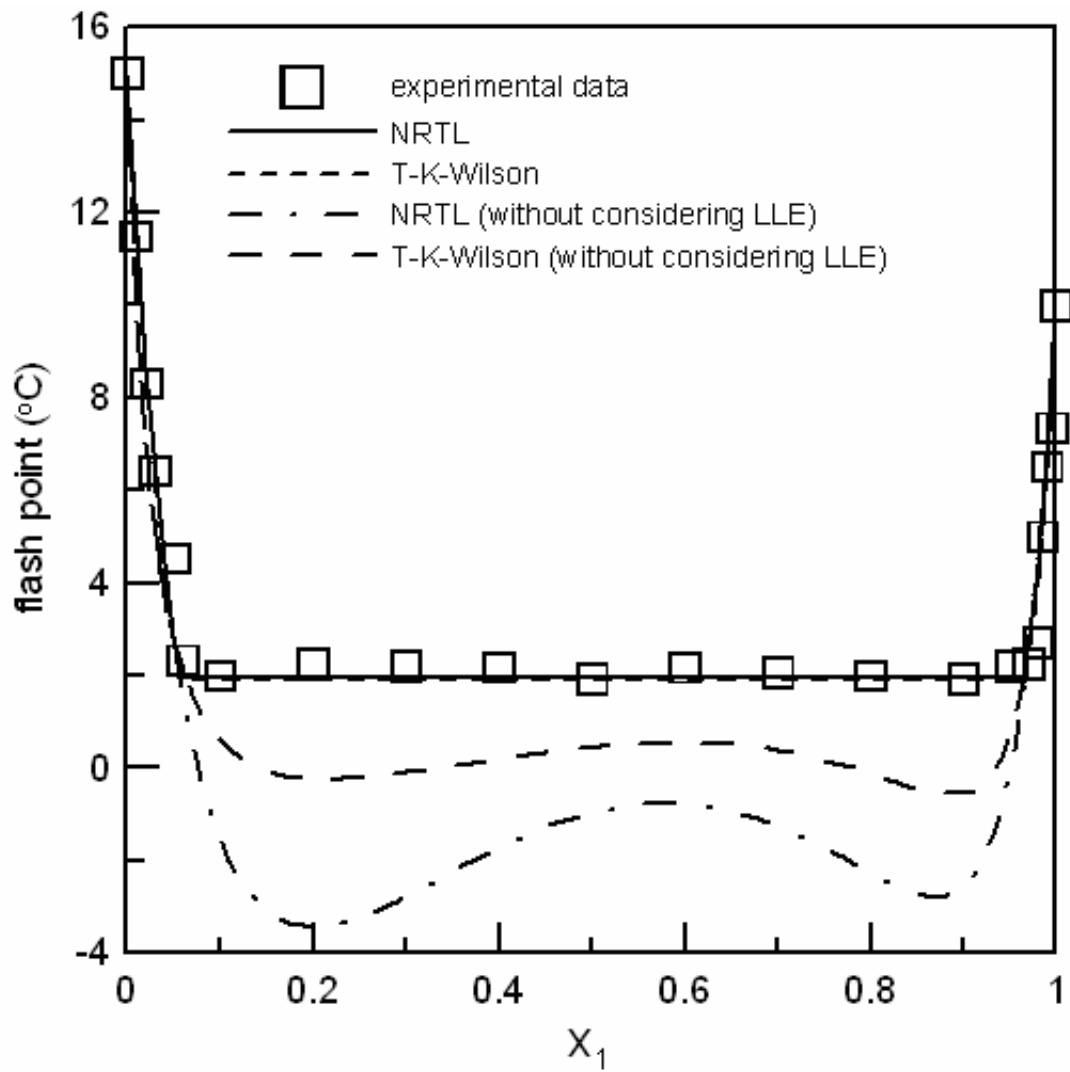 16
12
8
4
0
-4
flash point (°C)
experimental data
NRTL
T-K-Wilson
NRTL (without considering LLE)
T-K-Wilson (without considering LLE)
0
0.2
0.4
0.6
0.8
1
X₁